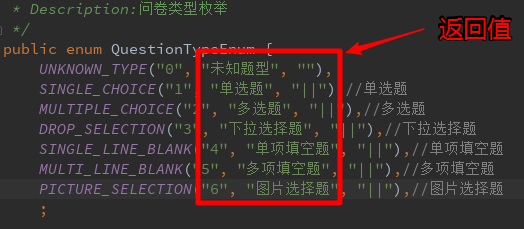 * Description:问卷类型枚举
*/
返回值
public enum QuestionTypeEnum {
UNKNOWN_TYPE("0", "未知题型", ""),
SINGLE_CHOICE("1", "单选题", "||"),//单选题
MULTIPLE_CHOICE("2", "多选题", "||"),//多选题
DROP_SELECTION("3", "下拉选择题", "||"),//下拉选择题
SINGLE_LINE_BLANK("4", "单项填空题", "||"),//单项填空题
MULTI_LINE_BLANK("5", "多项填空题", "||"),//多项填空题
PICTURE_SELECTION("6", "图片选择题", "||"),//图片选择题
;